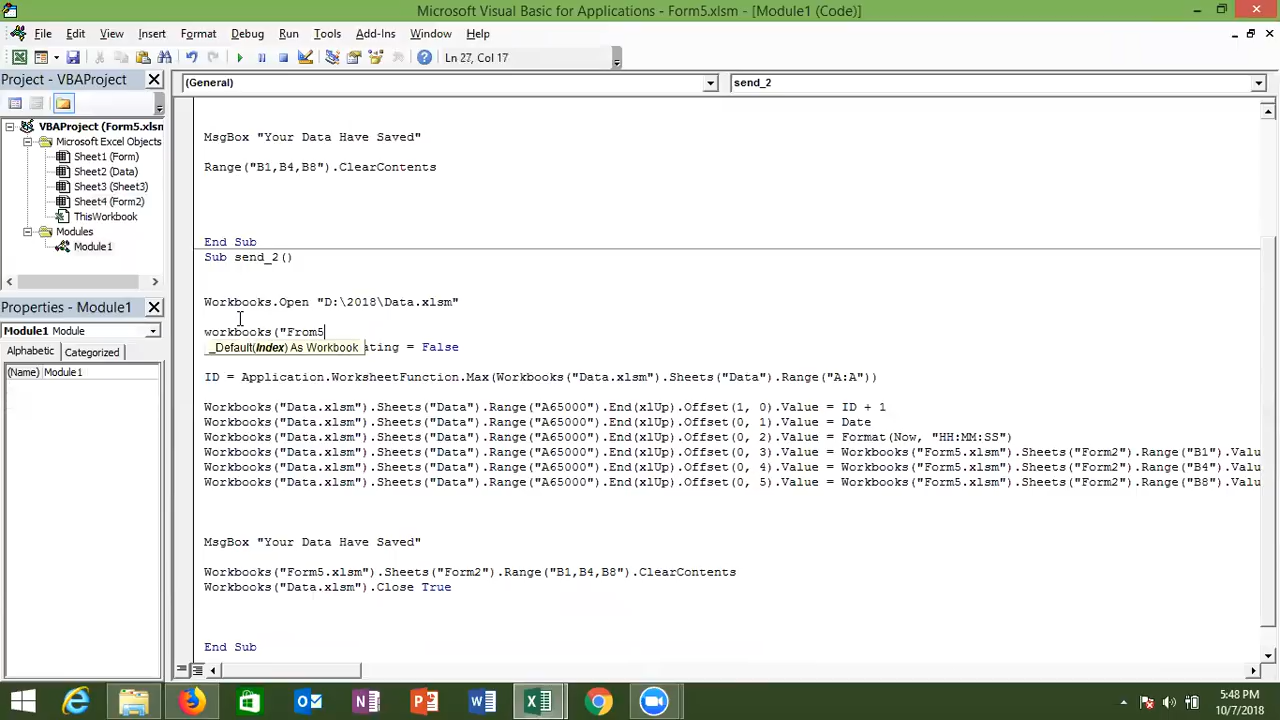 Microsoft Visual Basic for Applications - Form5.xlsm - [Module1 (Code)]
File Edit View Insert Format Debug Run Tools Add-Ins Window Help
Ln 27, Col 17
Project - VBAProject
(General)
send_2
VBAProject (Form5.xlsm
Microsoft Excel Objects
Sheet1 (Form)
Sheet2 (Data)
Sheet3 (Sheet3)
Sheet4 (Form2)
ThisWorkbook
Modules
Module1
Properties - Module1
Module1 Module
Alphabetic Categorized
(Name) Module1
MsgBox "Your Data Have Saved"
Range("B1,B4,B8").ClearContents
End Sub
Sub send_2()
Workbooks.Open "D:\2018\Data.xlsm"
workbooks("From5
_Default(Index) As Workbook
ating = False
ID = Application.WorksheetFunction.Max(Workbooks("Data.xlsm").Sheets("Data").Range("A:A"))
Workbooks("Data.xlsm").Sheets("Data").Range("A65000").End(xlUp).Offset(1, 0).Value = ID + 1
Workbooks("Data.xlsm").Sheets("Data").Range("A65000").End(xlUp).Offset(0, 1).Value = Date
Workbooks("Data.xlsm").Sheets("Data").Range("A65000").End(xlUp).Offset(0, 2).Value = Format(Now, "HH:MM:SS")
Workbooks("Data.xlsm").Sheets("Data").Range("A65000").End(xlUp).Offset(0, 3).Value = Workbooks("Form5.xlsm").Sheets("Form2").Range("B1").Valu
Workbooks("Data.xlsm").Sheets("Data").Range("A65000").End(xlUp).Offset(0, 4).Value = Workbooks("Form5.xlsm").Sheets("Form2").Range("B4").Valu
Workbooks("Data.xlsm").Sheets("Data").Range("A65000").End(xlUp).Offset(0, 5).Value = Workbooks("Form5.xlsm").Sheets("Form2").Range("B8").Valu
MsgBox "Your Data Have Saved"
Workbooks("Form5.xlsm").Sheets("Form2").Range("B1,B4,B8").ClearContents
Workbooks("Data.xlsm").Close True
End Sub
5:48 PM
10/7/2018